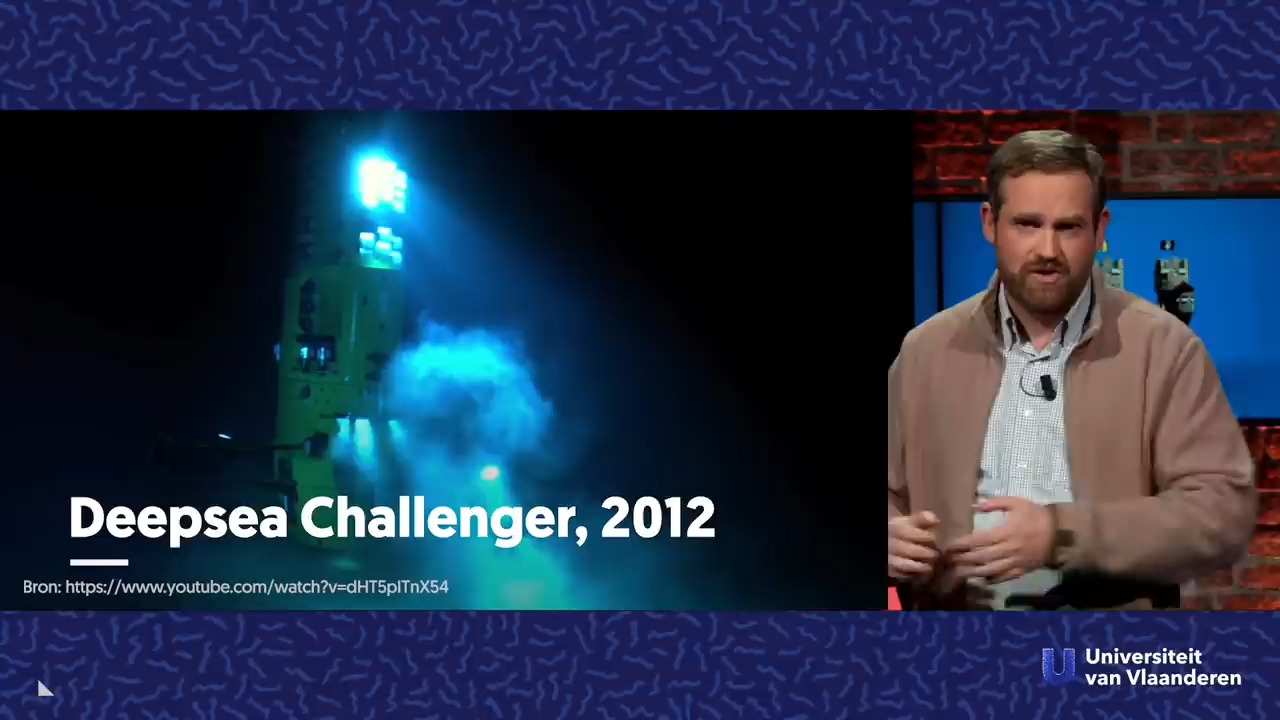 Deepsea Challenger, 2012
Bron: https://www.youtube.com/watch?v=dHT5pITnX54
Universiteit
van Vlaanderen